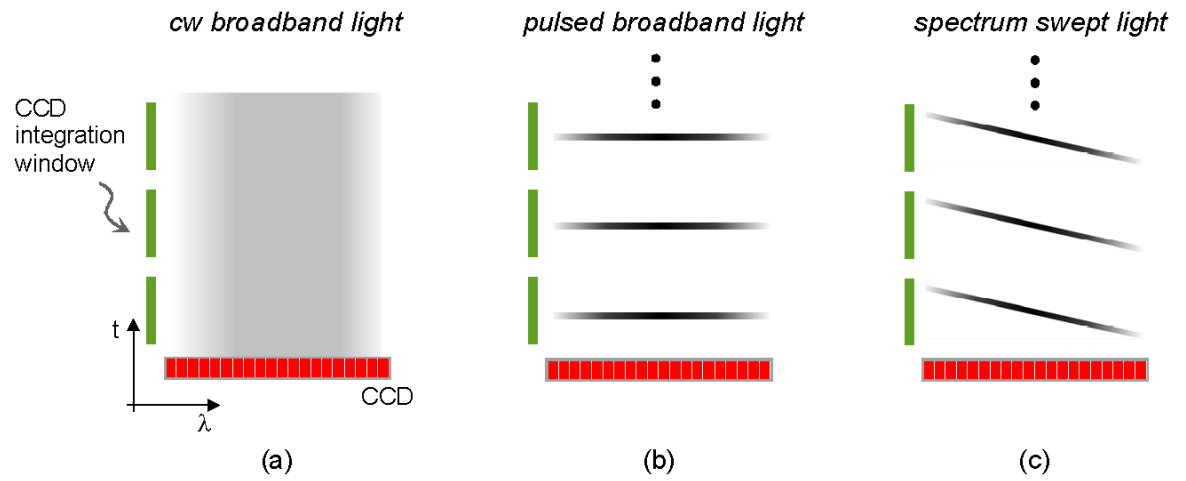 cw broadband light
pulsed broadband light
spectrum swept light
CCD
integration
window
t
λ
CCD
(a)
(b)
(c)